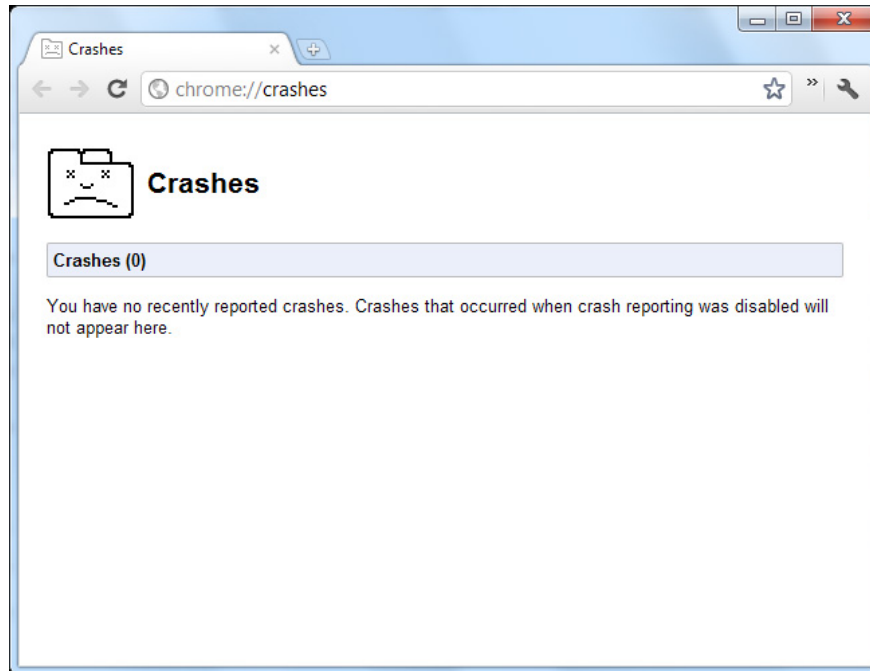 Crashes
chrome://crashes
Crashes
Crashes (0)
You have no recently reported crashes. Crashes that occurred when crash reporting was disabled will
not appear here.